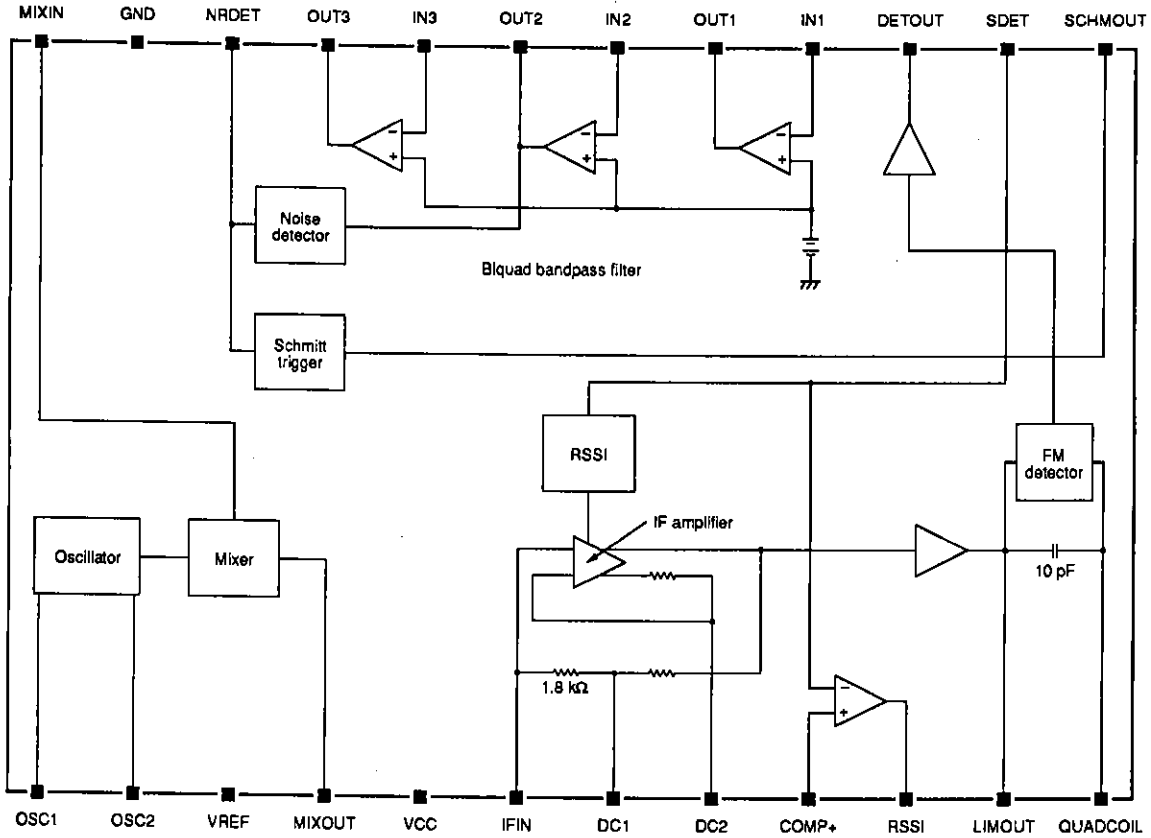 MIXIN GND NRDET OUT3 IN3 OUT2 IN2 OUT1 IN1 DETOUT SDET SCHMOUT
− − −
+ + +
Noise
detector
Biquad bandpass filter
Schmitt
trigger
RSSI
FM
detector
IF amplifier
Oscillator Mixer
10 pF
1.8 kΩ
−
+
OSC1 OSC2 VREF MIXOUT VCC IFIN DC1 DC2 COMP+ RSSI LIMOUT QUADCOIL